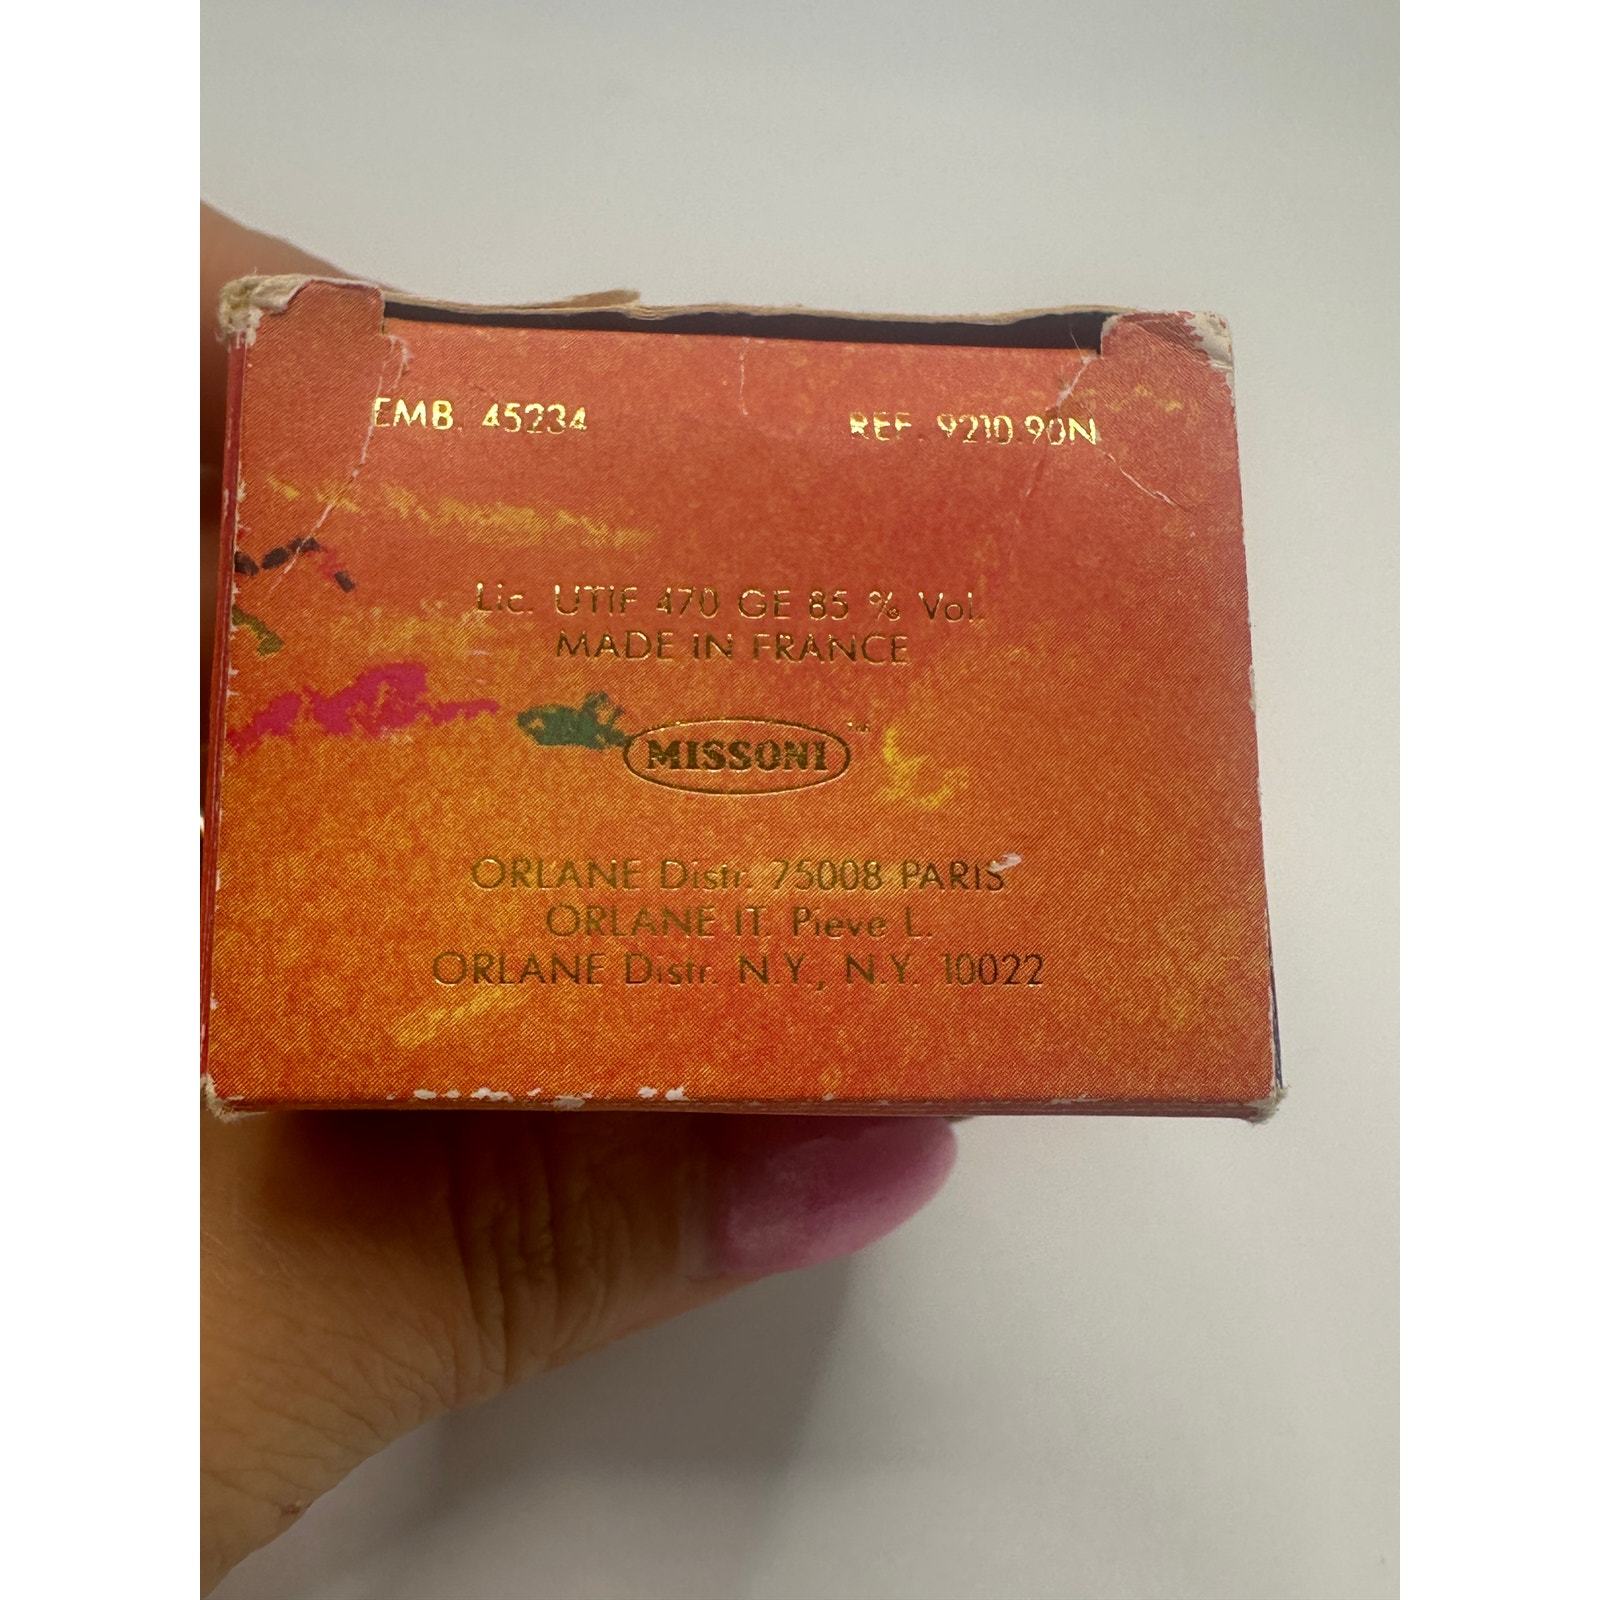 EMB. 45234
REF. 9210.90N
Lic. UTIF 470 GE 85 % Vol.
MADE IN FRANCE
MISSONI
ORLANE Distr. 75008 PARIS
ORLANE IT. Pieve L.
ORLANE Distr. N.Y., N.Y. 10022